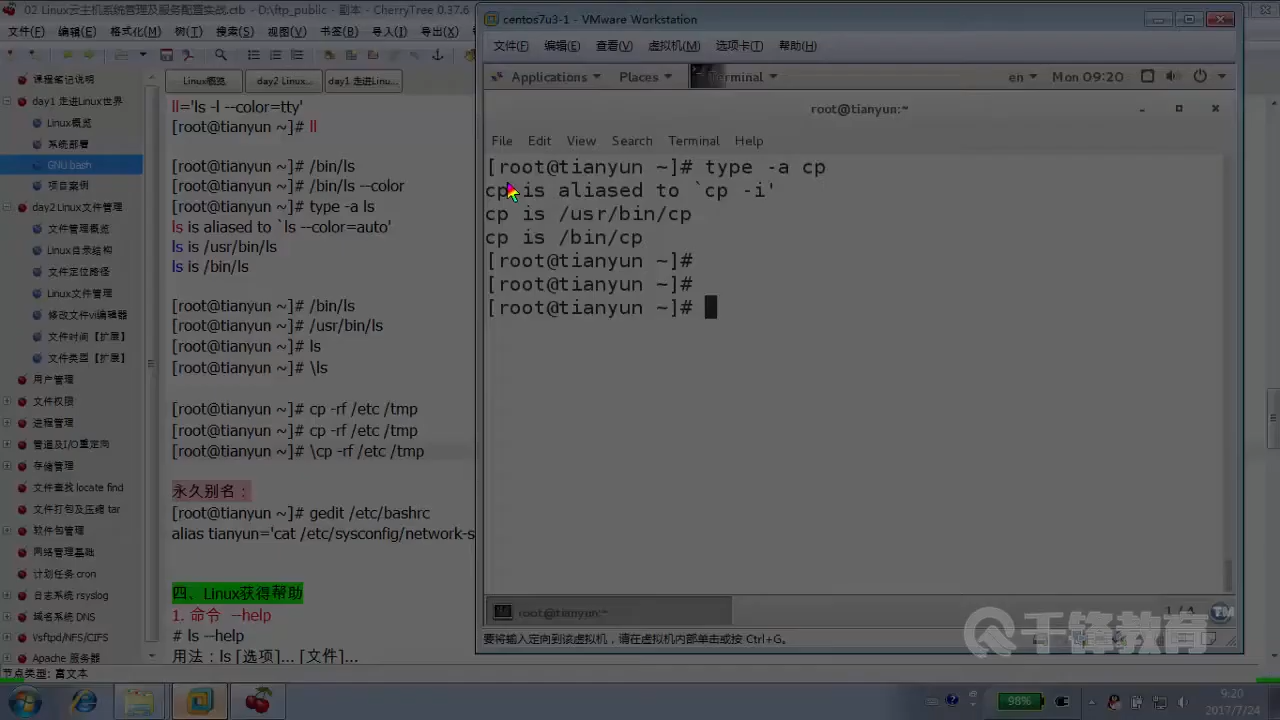 02 Linux云主机系统管理及服务配置实战.ctb - D:\ftp_public - 副本 - CherryTree 0.37.6
文件(F) 编辑(E) 格式化(M) 树(T) 搜索(S) 视图(V) 书签(B) 导入(I) 导出(X)
课程笔记说明
day1 走进Linux世界
Linux概览
系统部署
GNU bash
项目案例
day2 Linux文件管理
文件管理概览
Linux目录结构
文件定位路径
Linux文件管理
修改文件vi编辑器
文件时间【扩展】
文件类型【扩展】
用户管理
文件权限
进程管理
管道及I/O重定向
存储管理
文件查找 locate find
文件打包及压缩 tar
软件包管理
网络管理基础
计划任务 cron
日志系统 rsyslog
域名系统 DNS
Vsftpd/NFS/CIFS
Apache 服务器
节点类型: 富文本
Linux概览 day2 Linux... day1 走进Linu...
ll='ls -l --color=tty'
[root@tianyun ~]# ll
[root@tianyun ~]# /bin/ls
[root@tianyun ~]# /bin/ls --color
[root@tianyun ~]# type -a ls
ls is aliased to `ls --color=auto'
ls is /usr/bin/ls
ls is /bin/ls
[root@tianyun ~]# /bin/ls
[root@tianyun ~]# /usr/bin/ls
[root@tianyun ~]# ls
[root@tianyun ~]# \ls
[root@tianyun ~]# cp -rf /etc /tmp
[root@tianyun ~]# cp -rf /etc /tmp
[root@tianyun ~]# \cp -rf /etc /tmp
永久别名：
[root@tianyun ~]# gedit /etc/bashrc
alias tianyun='cat /etc/sysconfig/network-s
四、Linux获得帮助
1. 命令 --help
# ls --help
用法：ls [选项]... [文件]...
centos7u3-1 - VMware Workstation
文件(F) 编辑(E) 查看(V) 虚拟机(M) 选项卡(T) 帮助(H)
Applications Places Terminal en Mon 09:20
root@tianyun:~
File Edit View Search Terminal Help
[root@tianyun ~]# type -a cp
cp is aliased to `cp -i'
cp is /usr/bin/cp
cp is /bin/cp
[root@tianyun ~]#
[root@tianyun ~]#
[root@tianyun ~]#
root@tianyun:~
1 / 4
要将输入定向到该虚拟机，请在虚拟机内部单击或按 Ctrl+G。
千锋教育 TM
98%
9:20
2017/7/24